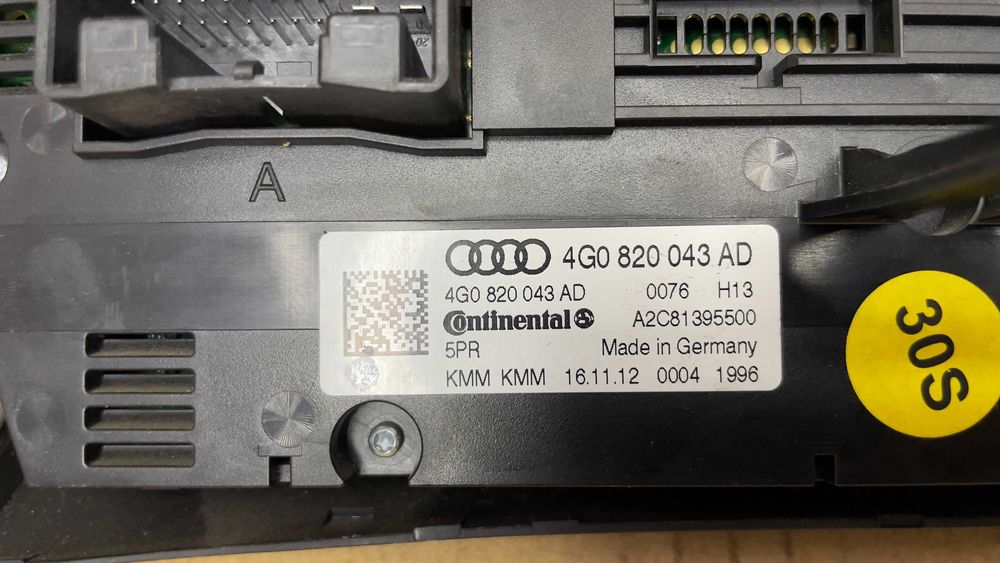 A
4G0 820 043 AD
4G0 820 043 AD 0076 H13
Continental A2C81395500
5PR Made in Germany
KMM KMM 16.11.12 0004 1996
30S